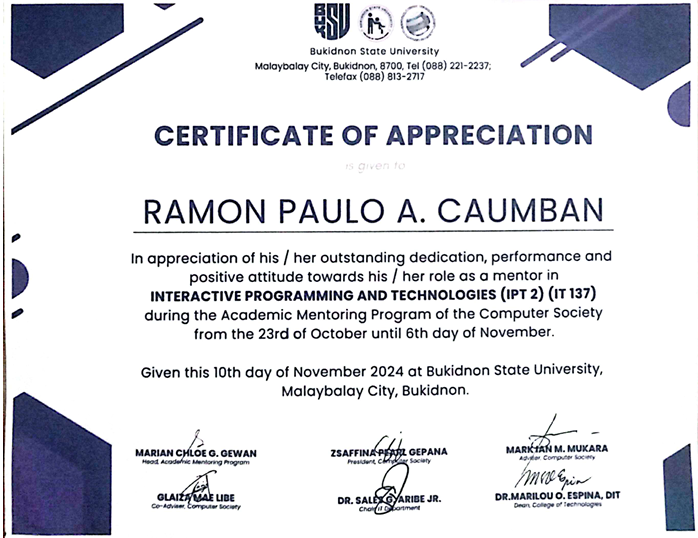 BUK SU
Bukidnon State University
Malaybalay City, Bukidnon, 8700, Tel (088) 221-2237;
Telefax (088) 813-2717
CERTIFICATE OF APPRECIATION
is given to
RAMON PAULO A. CAUMBAN
In appreciation of his / her outstanding dedication, performance and
positive attitude towards his / her role as a mentor in
INTERACTIVE PROGRAMMING AND TECHNOLOGIES (IPT 2) (IT 137)
during the Academic Mentoring Program of the Computer Society
from the 23rd of October until 6th day of November.
Given this 10th day of November 2024 at Bukidnon State University,
Malaybalay City, Bukidnon.
MARIAN CHLOE G. GEWAN
Head, Academic Mentoring Program
ZSAFFINA PEARL GEPANA
President, Computer Society
MARK IAN M. MUKARA
Adviser, Computer Society
GLAIZA MAE LIBE
Co-Adviser, Computer Society
DR. SALES G. ARIBE JR.
Chair, IT Department
DR.MARILOU O. ESPINA, DIT
Dean, College of Technologies